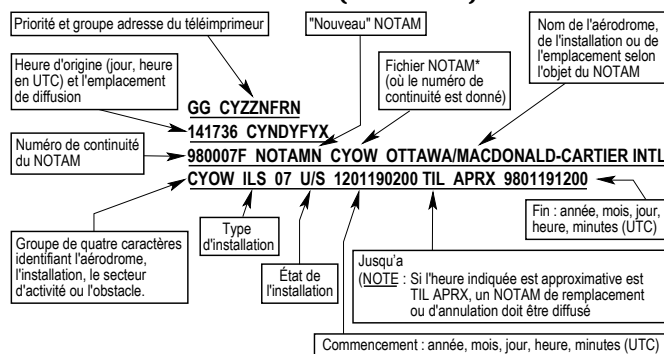 Priorité et groupe adresse du téléimprimeur
"Nouveau" NOTAM
Nom de l'aérodrome,
de l'installation ou de
l'emplacement selon
l'objet du NOTAM
Heure d'origine (jour, heure
en UTC) et l'emplacement
de diffusion
Fichier NOTAM*
(où le numéro de
continuité est donné)
Numéro de continuité
du NOTAM
GG CYZZNFRN
141736 CYNDYFYX
980007F NOTAMN CYOW OTTAWA/MACDONALD-CARTIER INTL
CYOW ILS 07 U/S 1201190200 TIL APRX 9801191200
Groupe de quatre caractères
identifiant l'aérodrome,
l'installation, le secteur
d'activité ou l'obstacle.
Type
d'installation
État de
l'installation
Jusqu'a
(NOTE : Si l'heure indiquée est approximative est
TIL APRX, un NOTAM de remplacement
ou d'annulation doit être diffusé
Fin : année, mois, jour,
heure, minutes (UTC)
Commencement : année, mois, jour, heure, minutes (UTC)